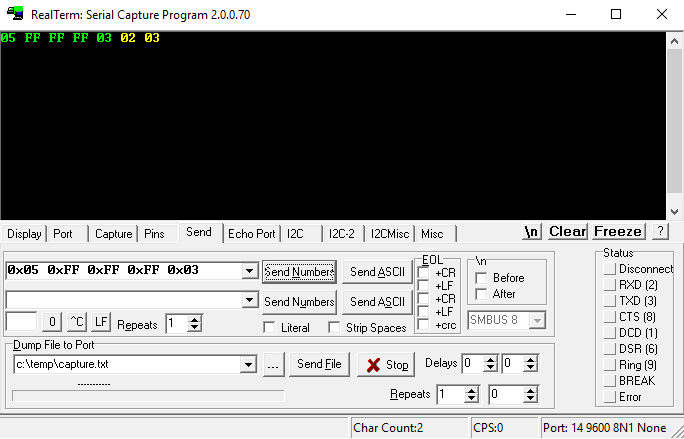 RealTerm: Serial Capture Program 2.0.0.70
05 FF FF FF 03 02 03
Display Port Capture Pins Send Echo Port I2C I2C-2 I2CMisc Misc \n Clear Freeze ?
0x05 0xFF 0xFF 0xFF 0x03 Send Numbers Send ASCII
Send Numbers Send ASCII
0 ^C LF Repeats 1 Literal Strip Spaces
EOL
+CR
+LF
+CR
+LF
+crc
\n
Before
After
SMBUS 8
Dump File to Port
c:\temp\capture.txt ... Send File Stop Delays 0 0
Repeats 1 0
Status
Disconnect
RXD (2)
TXD (3)
CTS (8)
DCD (1)
DSR (6)
Ring (9)
BREAK
Error
Char Count:2 CPS:0 Port: 14 9600 8N1 None